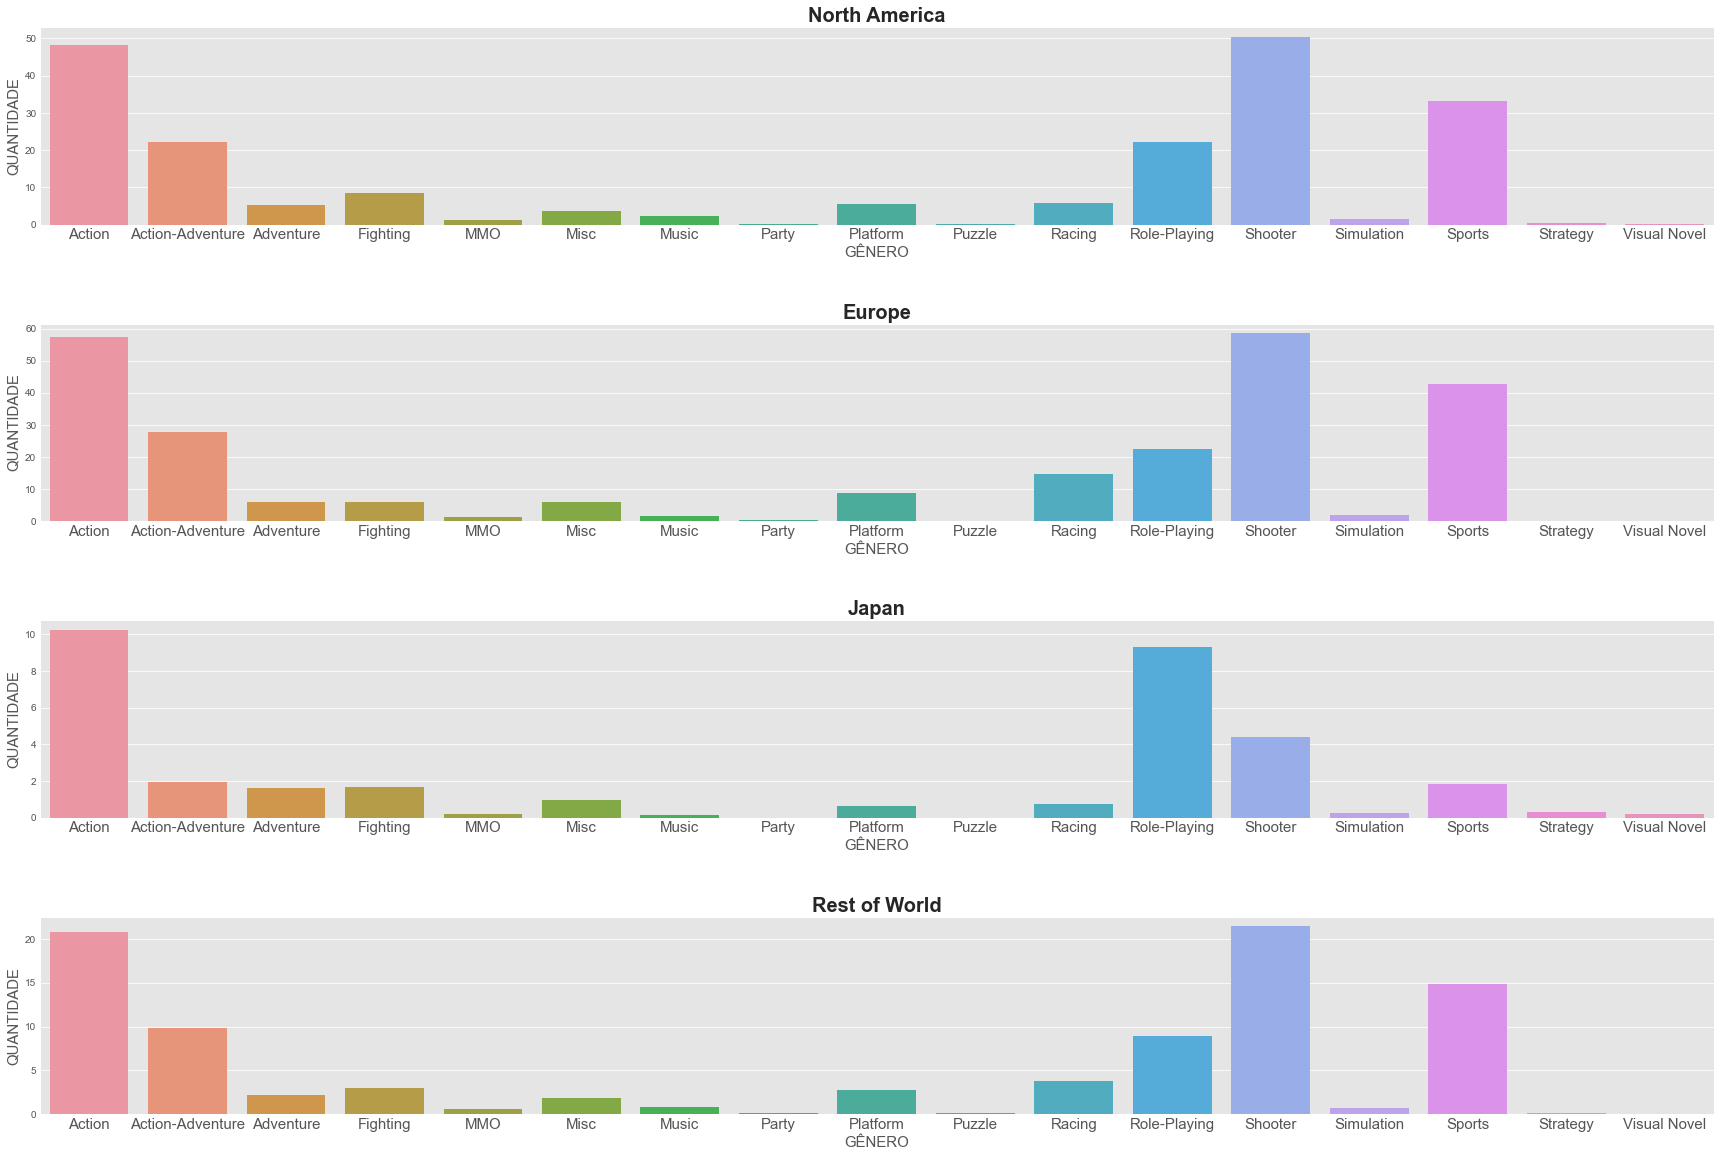 North America
QUANTIDADE
50
40
30
20
10
0
Action Action-Adventure Adventure Fighting MMO Misc Music Party Platform Puzzle Racing Role-Playing Shooter Simulation Sports Strategy Visual Novel
GÊNERO
Europe
QUANTIDADE
60
50
40
30
20
10
0
Action Action-Adventure Adventure Fighting MMO Misc Music Party Platform Puzzle Racing Role-Playing Shooter Simulation Sports Strategy Visual Novel
GÊNERO
Japan
QUANTIDADE
10
8
6
4
2
0
Action Action-Adventure Adventure Fighting MMO Misc Music Party Platform Puzzle Racing Role-Playing Shooter Simulation Sports Strategy Visual Novel
GÊNERO
Rest of World
QUANTIDADE
20
15
10
5
0
Action Action-Adventure Adventure Fighting MMO Misc Music Party Platform Puzzle Racing Role-Playing Shooter Simulation Sports Strategy Visual Novel
GÊNERO